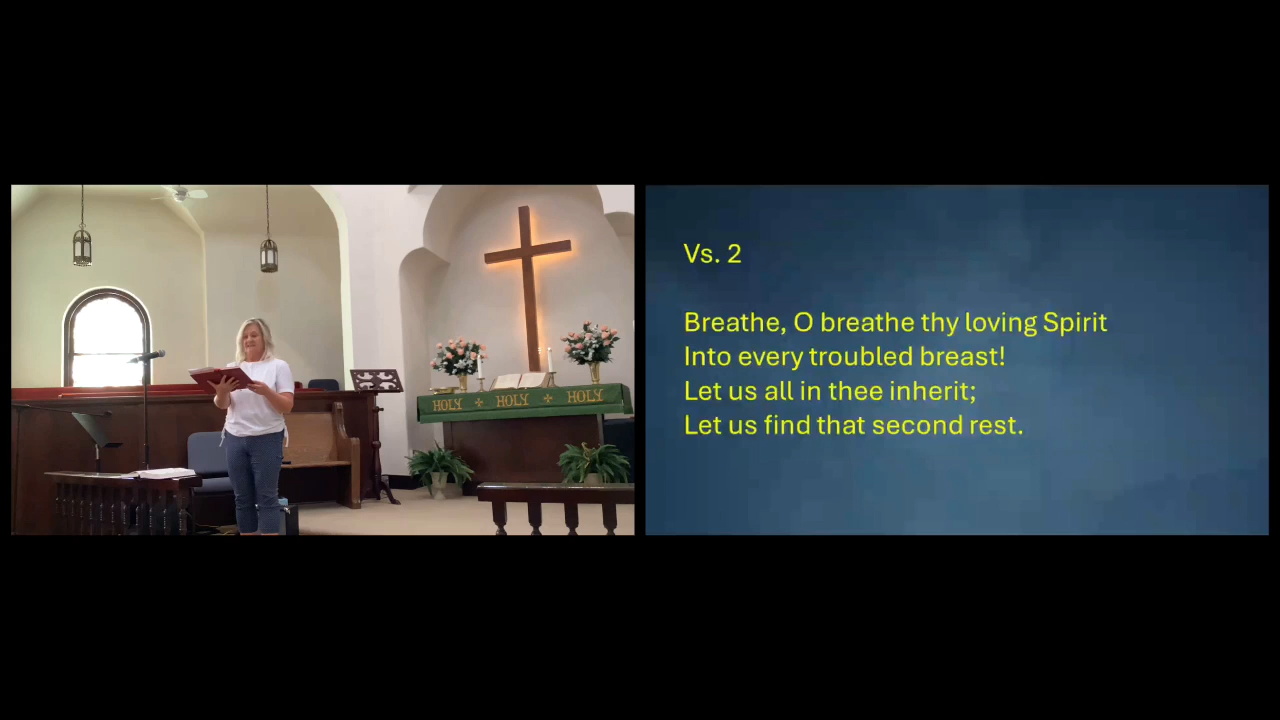 HOLY HOLY HOLY
Vs. 2
Breathe, O breathe thy loving Spirit
Into every troubled breast!
Let us all in thee inherit;
Let us find that second rest.